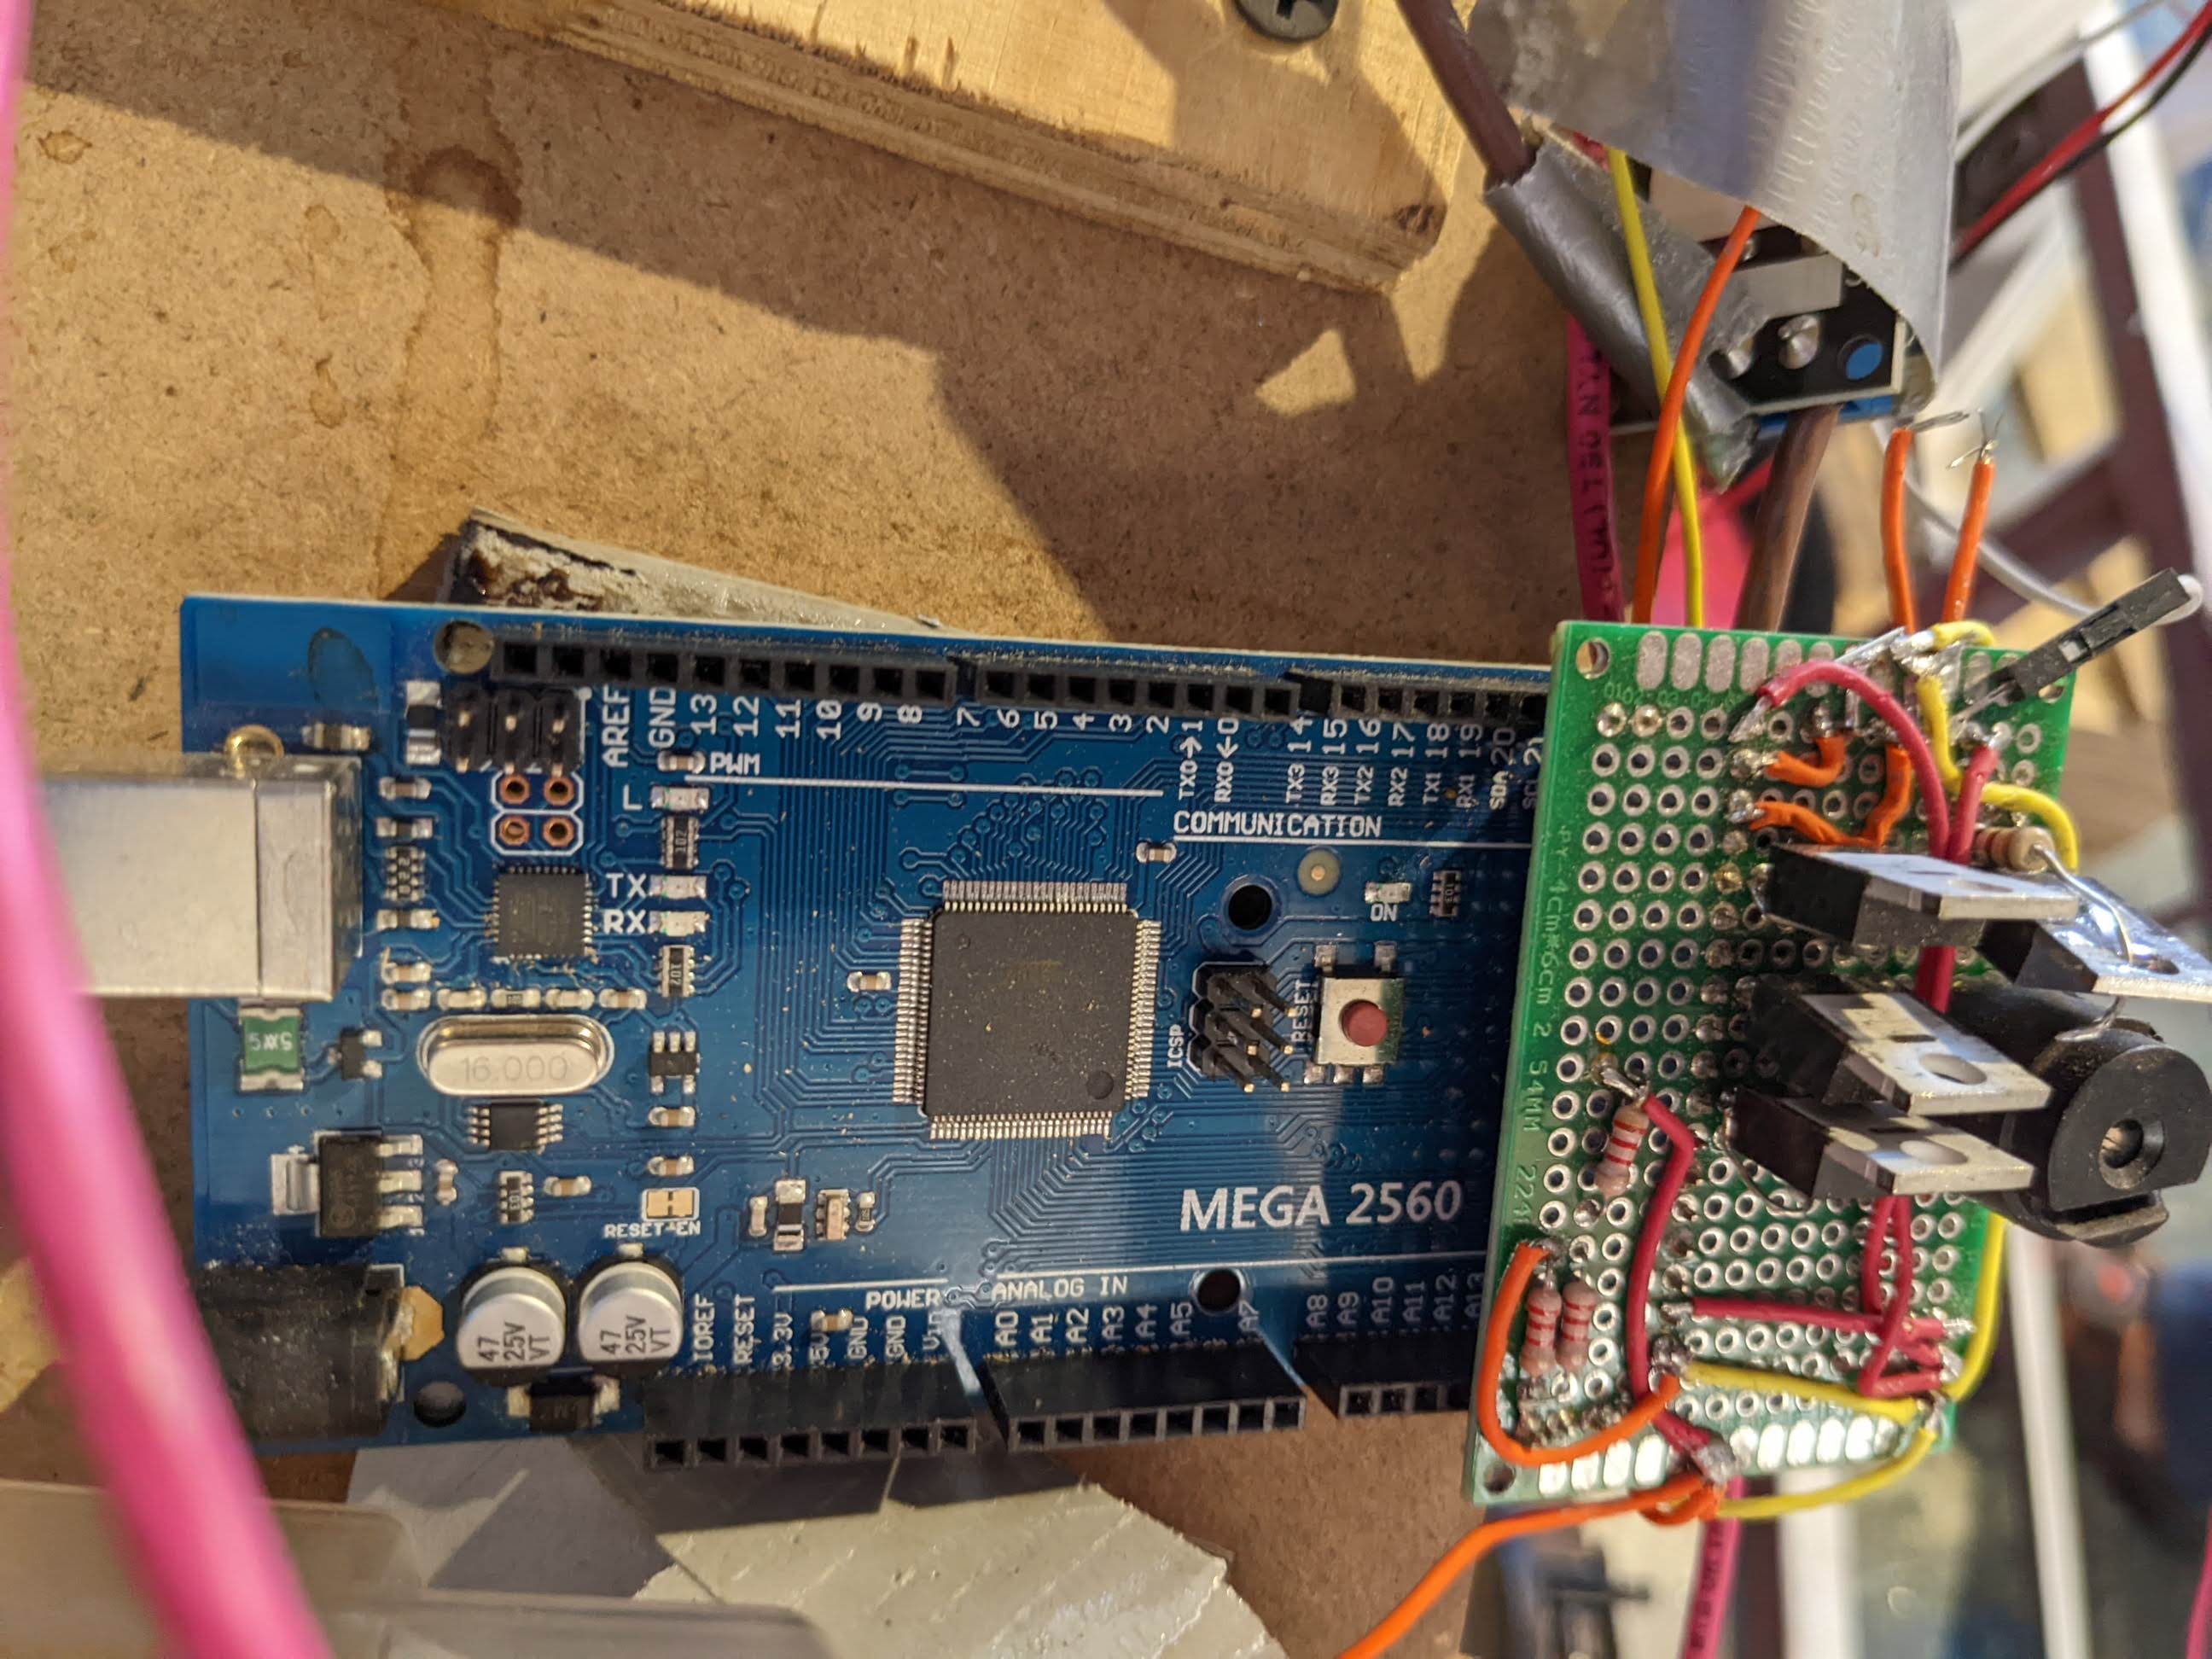 AREF
GND
13
12
11
10
9
8
7
6
5
4
3
2
TX0→1
RX0←0
TX3 14
RX3 15
TX2 16
RX2 17
TX1 18
RX1 19
SDA 20
21
PWM
L
COMMUNICATION
TX
RX
ON
ICSP
RESET
16.000
MEGA 2560
RESET-EN
47
25V
VT
47
25V
VT
POWER
ANALOG IN
IOREF
RESET
3.3V
5V
GND
GND
Vin
A0
A1
A2
A3
A4
A5
A7
A8
A9
A10
A11
A12
A13